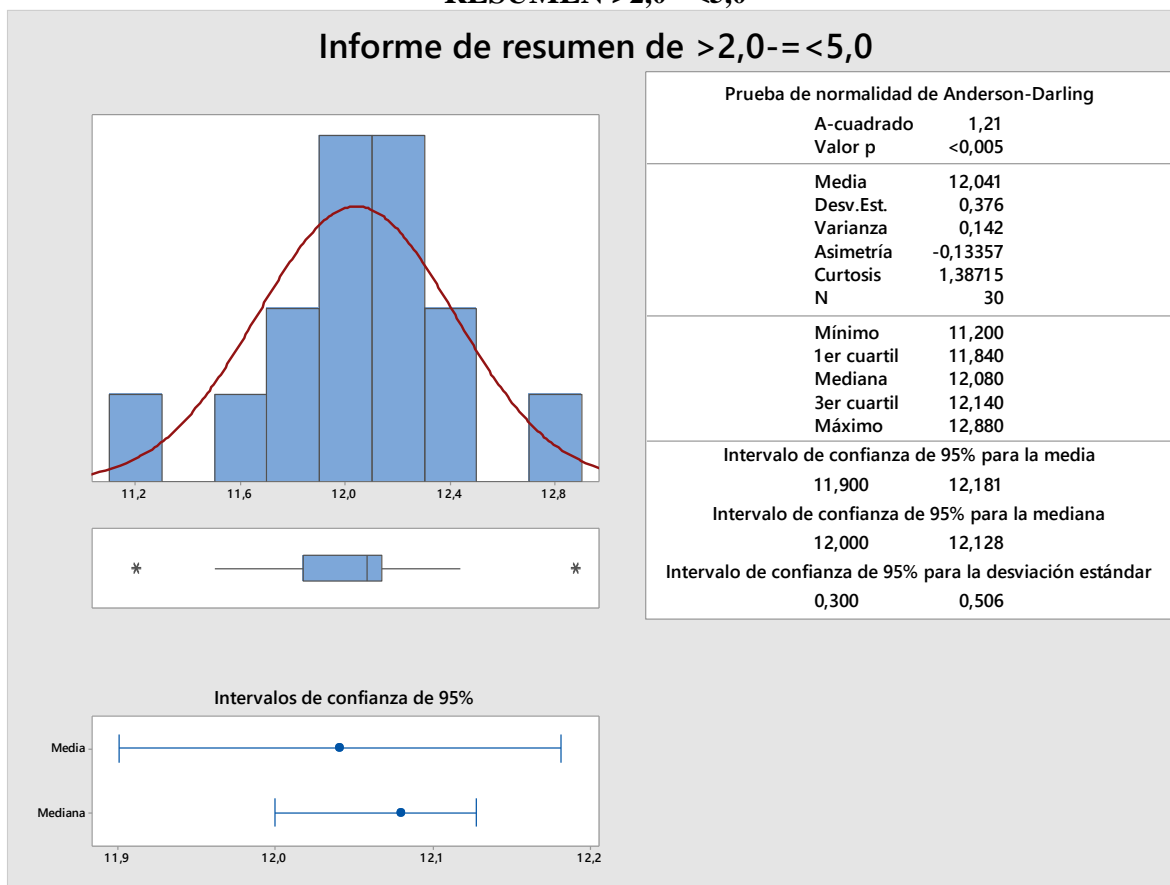 Informe de resumen de >2,0-=<5,0
Prueba de normalidad de Anderson-Darling
A-cuadrado 1,21
Valor p <0,005
Media 12,041
Desv.Est. 0,376
Varianza 0,142
Asimetría -0,13357
Curtosis 1,38715
N 30
Mínimo 11,200
1er cuartil 11,840
Mediana 12,080
3er cuartil 12,140
Máximo 12,880
Intervalo de confianza de 95% para la media
11,900 12,181
Intervalo de confianza de 95% para la mediana
12,000 12,128
Intervalo de confianza de 95% para la desviación estándar
0,300 0,506
11,2 11,6 12,0 12,4 12,8
Intervalos de confianza de 95%
Media
Mediana
11,9 12,0 12,1 12,2